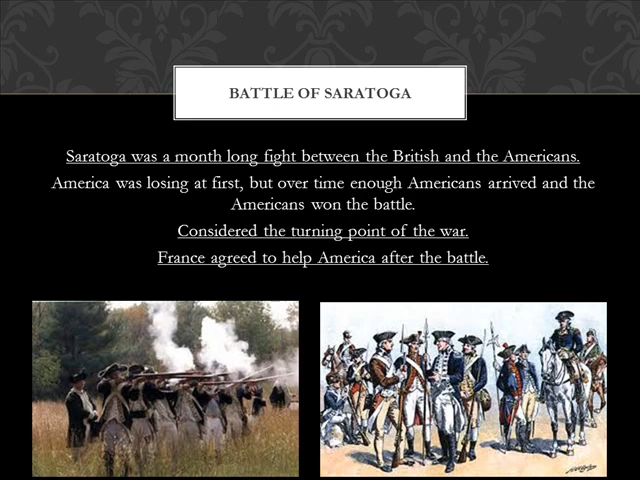 BATTLE OF SARATOGA
Saratoga was a month long fight between the British and the Americans.
America was losing at first, but over time enough Americans arrived and the
Americans won the battle.
Considered the turning point of the war.
France agreed to help America after the battle.